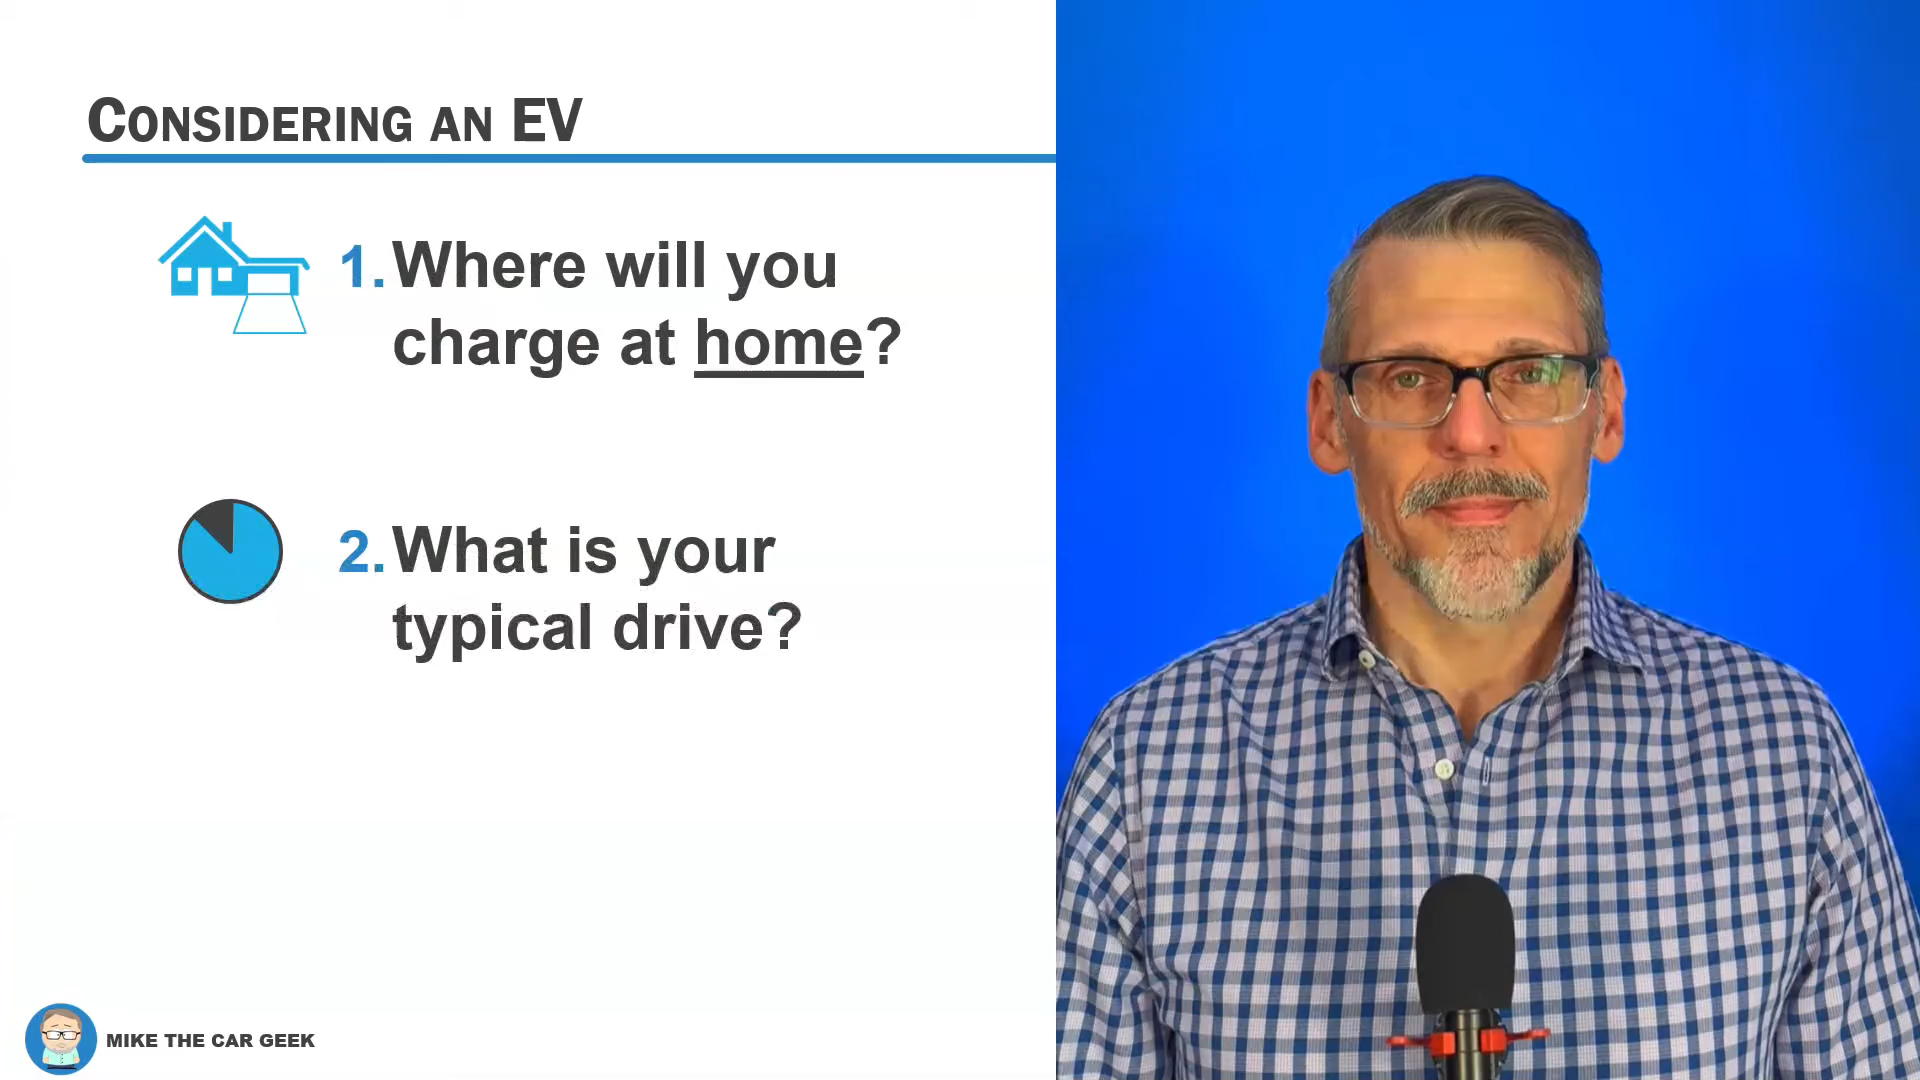 CONSIDERING AN EV
1. Where will you
charge at home?
2. What is your
typical drive?
MIKE THE CAR GEEK